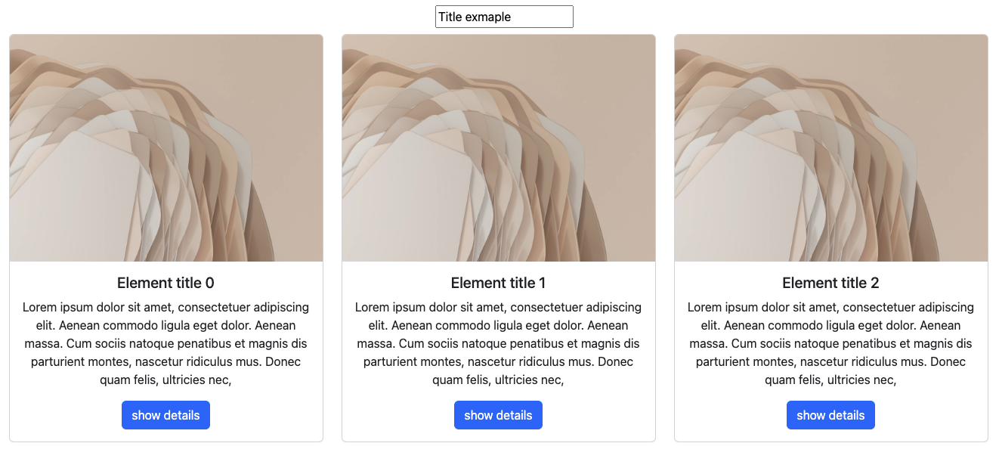 Title exmaple
Element title 0
Lorem ipsum dolor sit amet, consectetuer adipiscing
elit. Aenean commodo ligula eget dolor. Aenean
massa. Cum sociis natoque penatibus et magnis dis
parturient montes, nascetur ridiculus mus. Donec
quam felis, ultricies nec,
show details
Element title 1
Lorem ipsum dolor sit amet, consectetuer adipiscing
elit. Aenean commodo ligula eget dolor. Aenean
massa. Cum sociis natoque penatibus et magnis dis
parturient montes, nascetur ridiculus mus. Donec
quam felis, ultricies nec,
show details
Element title 2
Lorem ipsum dolor sit amet, consectetuer adipiscing
elit. Aenean commodo ligula eget dolor. Aenean
massa. Cum sociis natoque penatibus et magnis dis
parturient montes, nascetur ridiculus mus. Donec
quam felis, ultricies nec,
show details